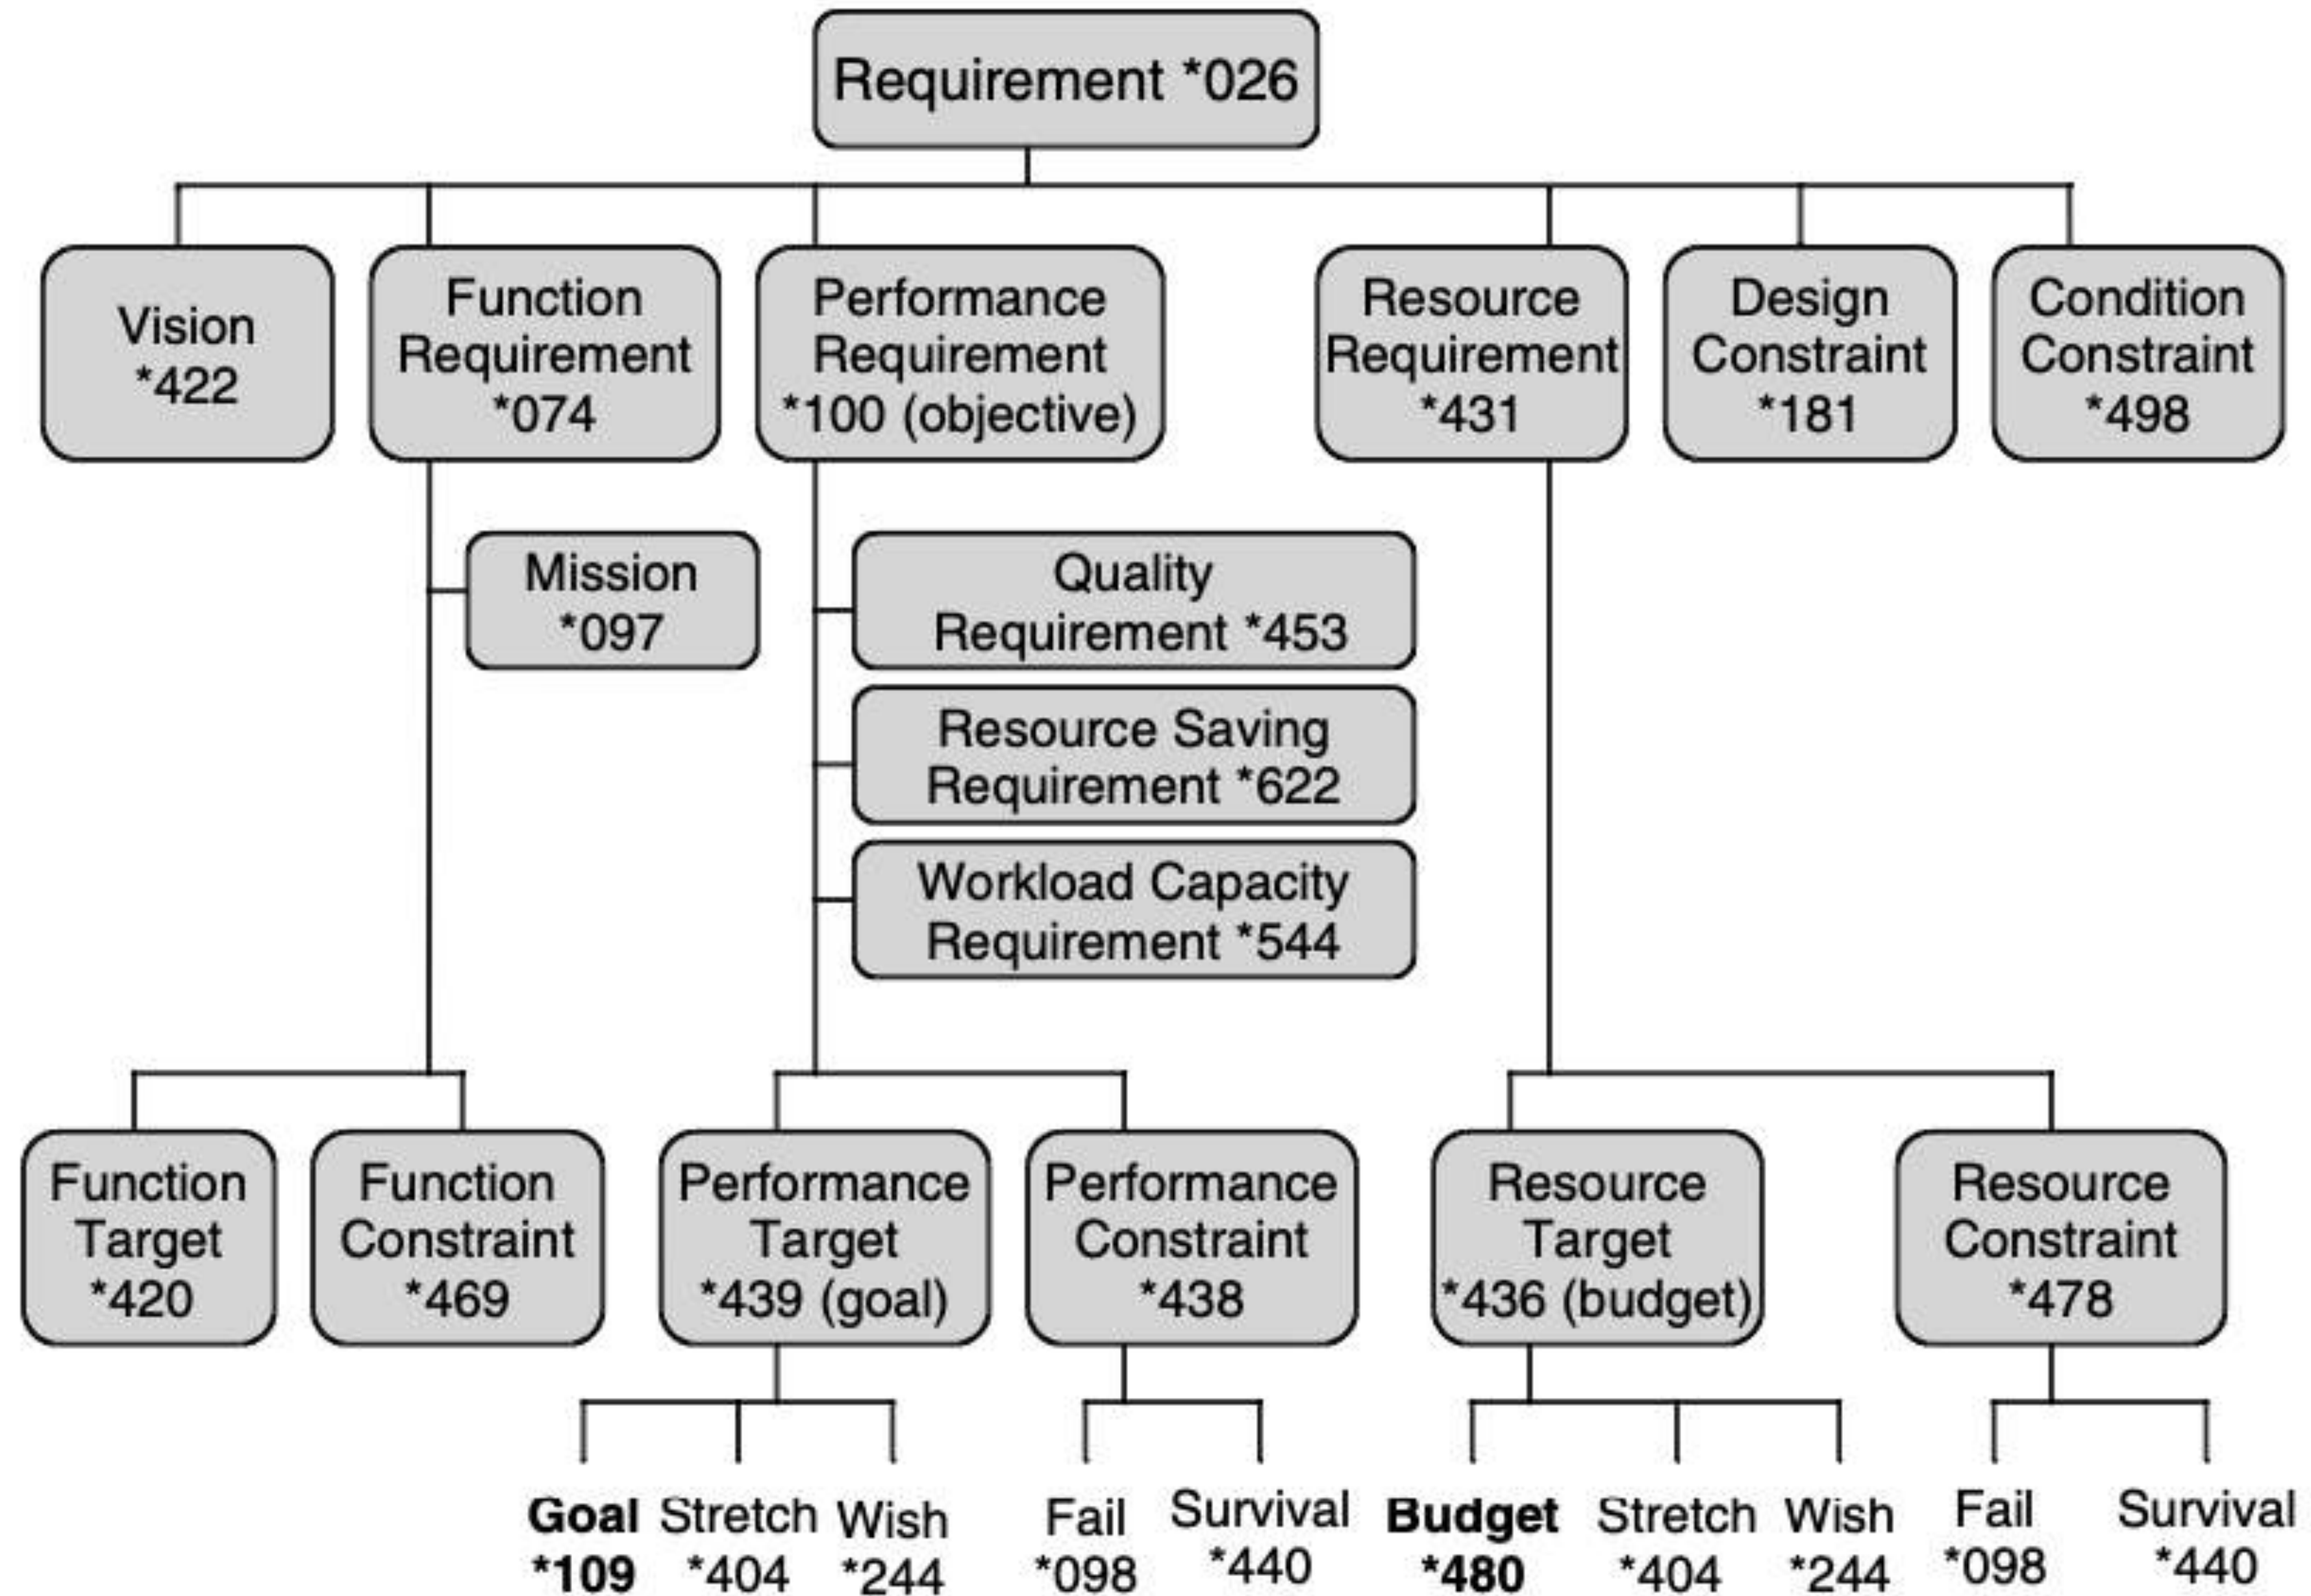 Requirement *026
Vision
*422
Function
Requirement
*074
Performance
Requirement
*100 (objective)
Resource
Requirement
*431
Design
Constraint
*181
Condition
Constraint
*498
Mission
*097
Quality
Requirement *453
Resource Saving
Requirement *622
Workload Capacity
Requirement *544
Function
Target
*420
Function
Constraint
*469
Performance
Target
*439 (goal)
Performance
Constraint
*438
Resource
Target
*436 (budget)
Resource
Constraint
*478
Goal
*109
Stretch
*404
Wish
*244
Fail
*098
Survival
*440
Budget
*480
Stretch
*404
Wish
*244
Fail
*098
Survival
*440